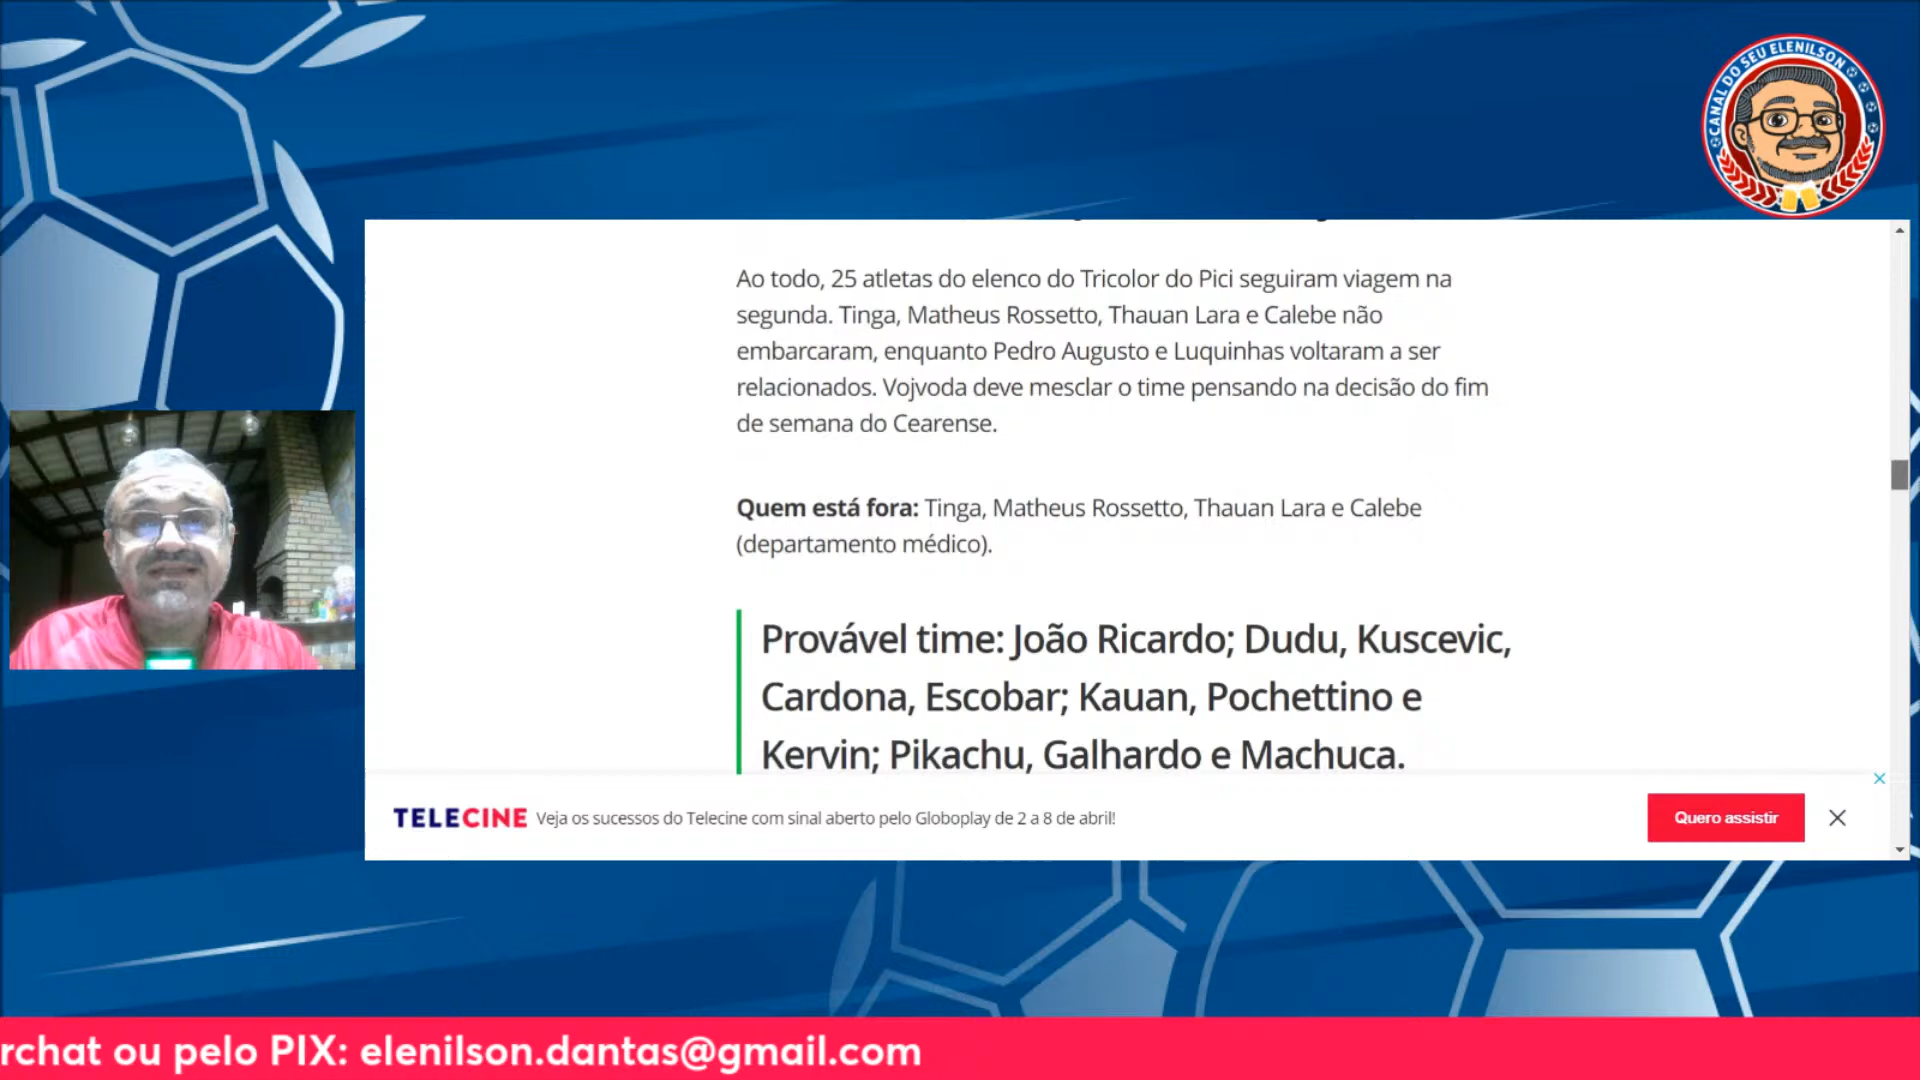 CANAL DO SEU ELENILSON
Ao todo, 25 atletas do elenco do Tricolor do Pici seguiram viagem na
segunda. Tinga, Matheus Rossetto, Thauan Lara e Calebe não
embarcaram, enquanto Pedro Augusto e Luquinhas voltaram a ser
relacionados. Vojvoda deve mesclar o time pensando na decisão do fim
de semana do Cearense.
Quem está fora: Tinga, Matheus Rossetto, Thauan Lara e Calebe
(departamento médico).
Provável time: João Ricardo; Dudu, Kuscevic,
Cardona, Escobar; Kauan, Pochettino e
Kervin; Pikachu, Galhardo e Machuca.
TELECINE Veja os sucessos do Telecine com sinal aberto pelo Globoplay de 2 a 8 de abril! Quero assistir
rchat ou pelo PIX: elenilson.dantas@gmail.com